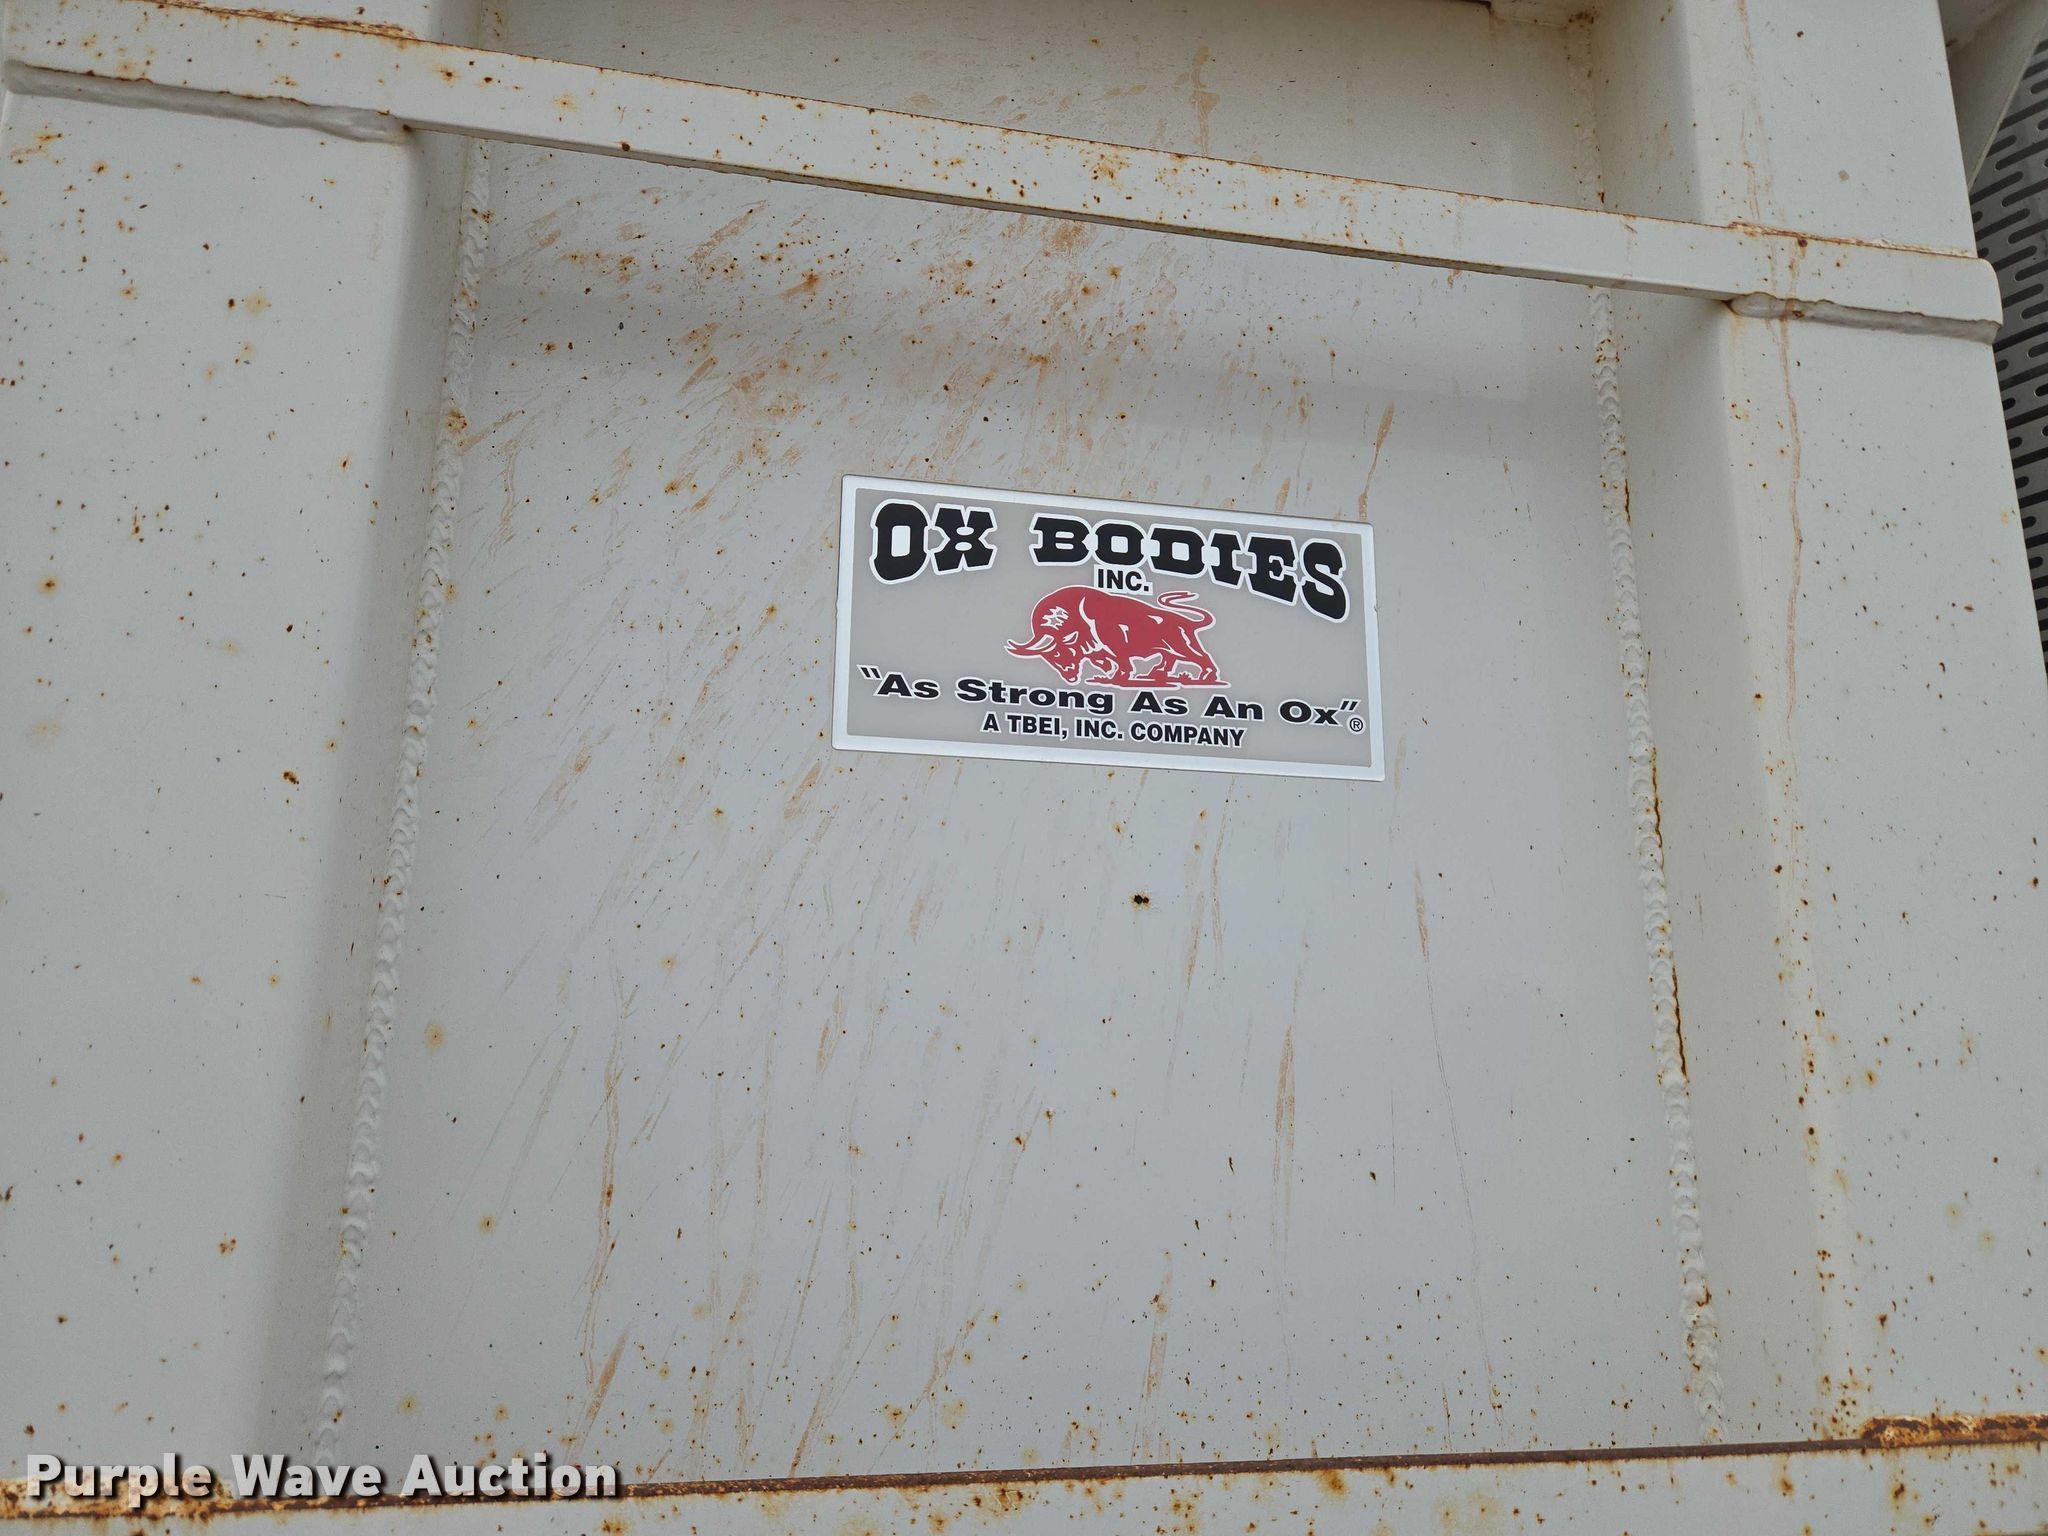 OX BODIES
INC.
"As Strong As An Ox"®
A TBEI, INC. COMPANY
Purple Wave Auction